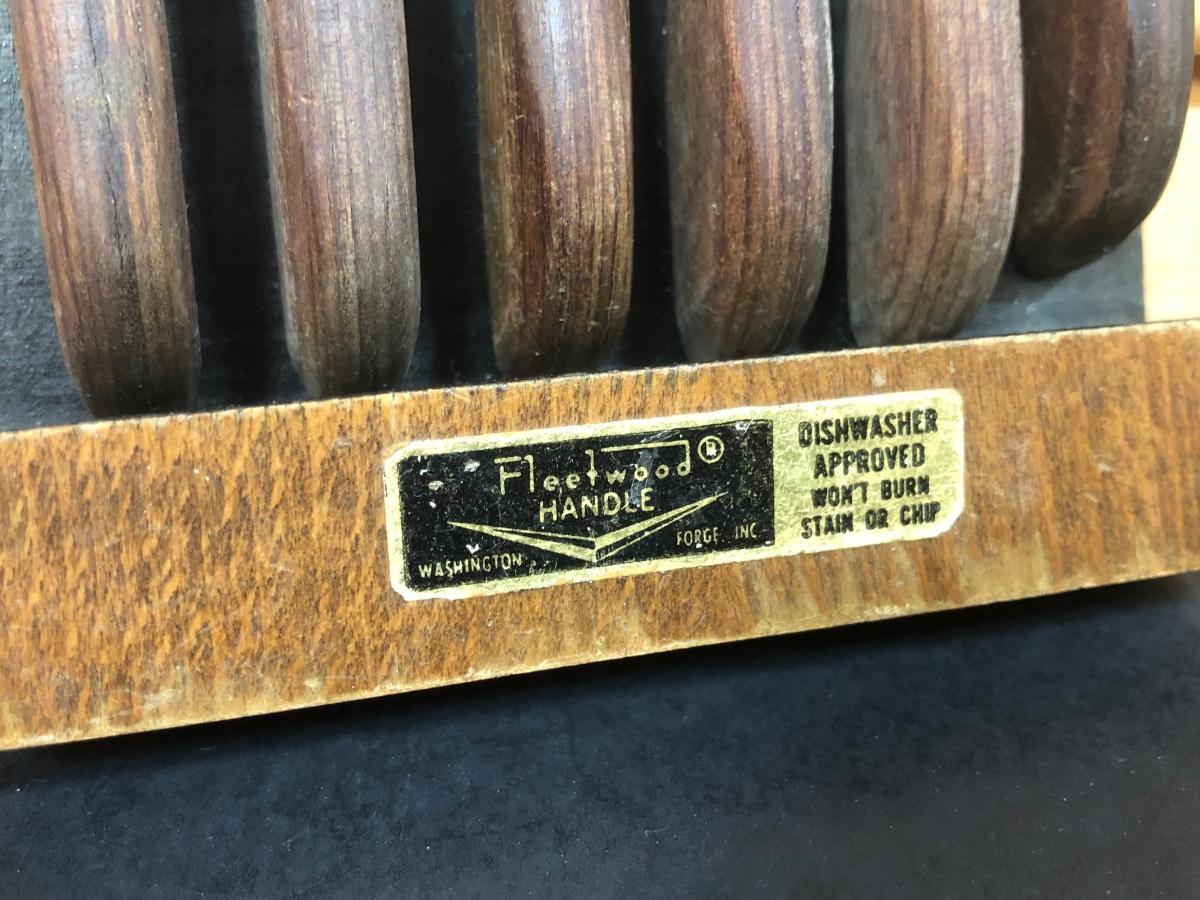 Fleetwood®
HANDLE
WASHINGTON FORGE INC
DISHWASHER
APPROVED
WON'T BURN
STAIN OR CHIP